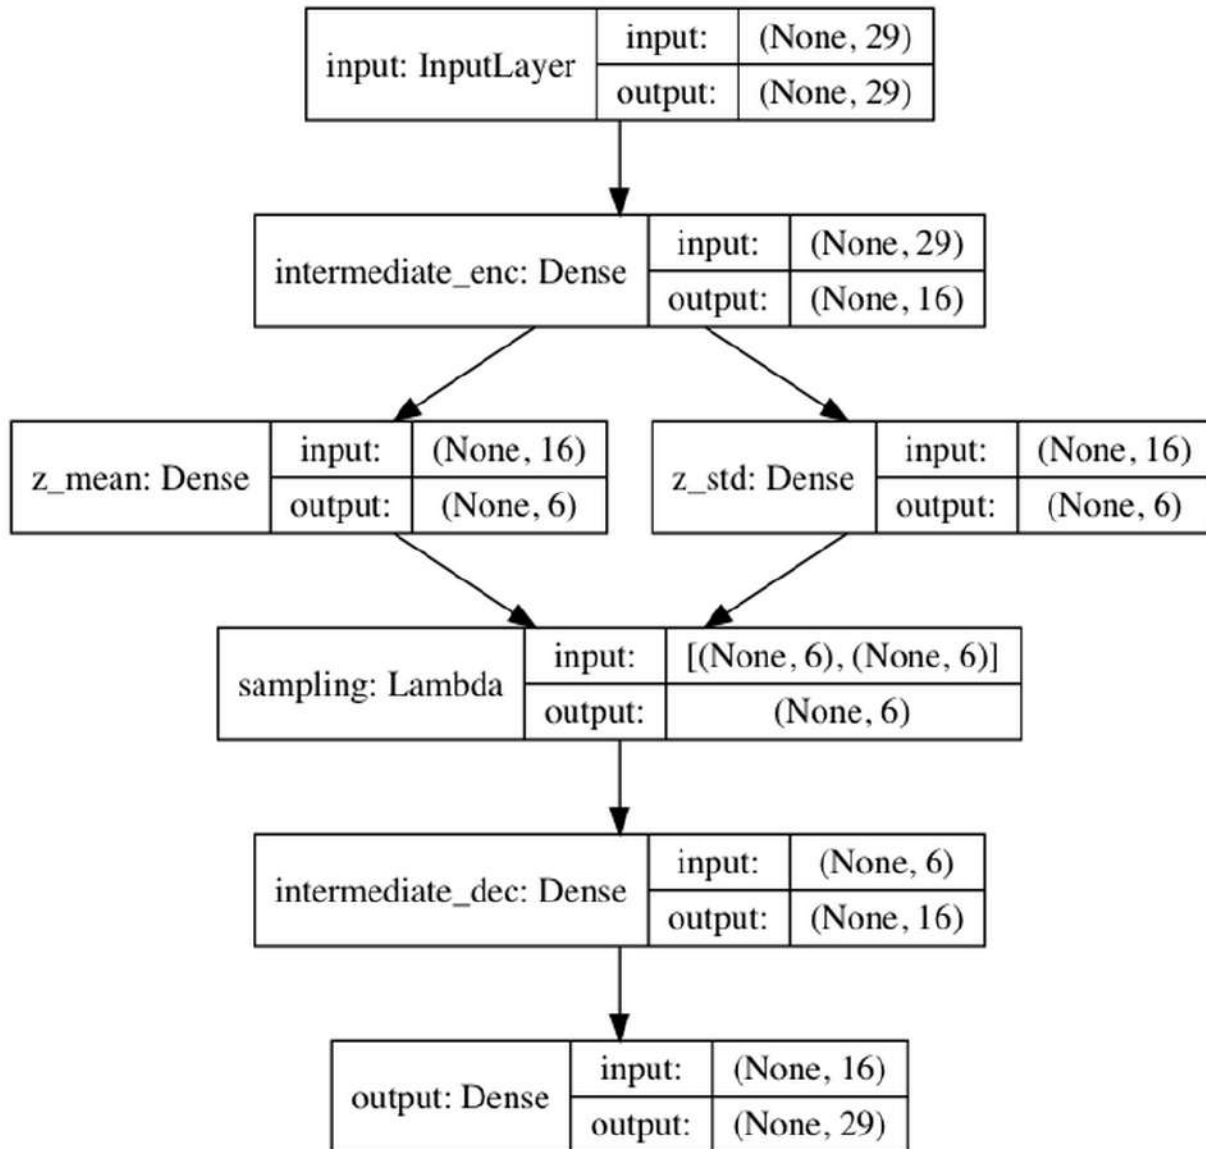 input: InputLayer
input: (None, 29)
output: (None, 29)
intermediate_enc: Dense
input: (None, 29)
output: (None, 16)
z_mean: Dense
input: (None, 16)
output: (None, 6)
z_std: Dense
input: (None, 16)
output: (None, 6)
sampling: Lambda
input: [(None, 6), (None, 6)]
output: (None, 6)
intermediate_dec: Dense
input: (None, 6)
output: (None, 16)
output: Dense
input: (None, 16)
output: (None, 29)